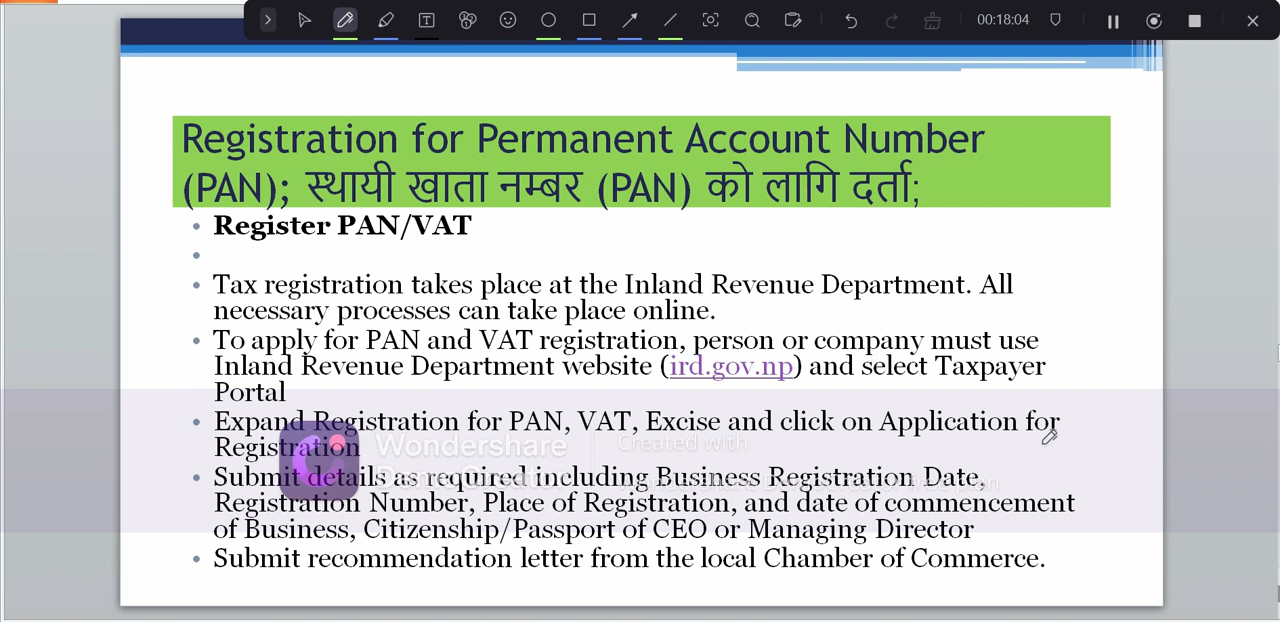 00:18:04
Registration for Permanent Account Number
(PAN); स्थायी खाता नम्बर (PAN) को लागि दर्ता;
Register PAN/VAT
Tax registration takes place at the Inland Revenue Department. All
necessary processes can take place online.
To apply for PAN and VAT registration, person or company must use
Inland Revenue Department website (ird.gov.np) and select Taxpayer
Portal
Expand Registration for PAN, VAT, Excise and click on Application for
Registration
Submit details as required including Business Registration Date,
Registration Number, Place of Registration, and date of commencement
of Business, Citizenship/Passport of CEO or Managing Director
Submit recommendation letter from the local Chamber of Commerce.
Wondershare
Created with